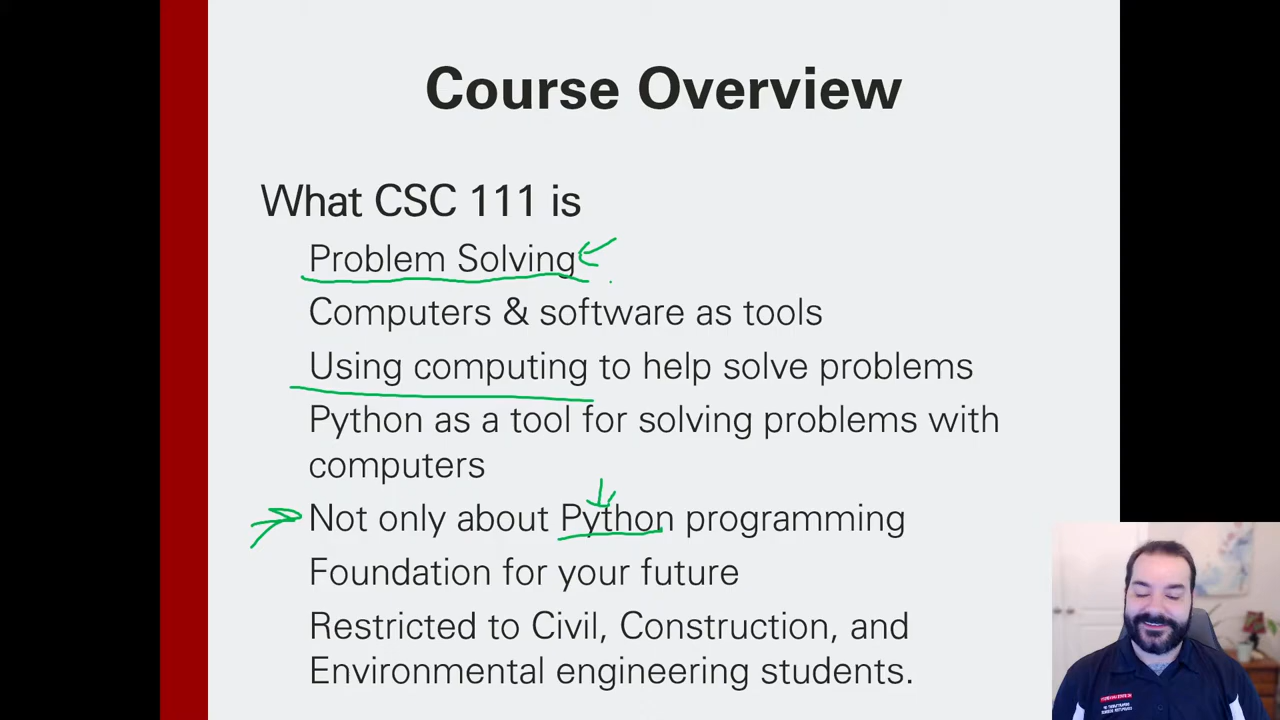 Course Overview
What CSC 111 is
Problem Solving
Computers & software as tools
Using computing to help solve problems
Python as a tool for solving problems with
computers
Not only about Python programming
Foundation for your future
Restricted to Civil, Construction, and
Environmental engineering students.